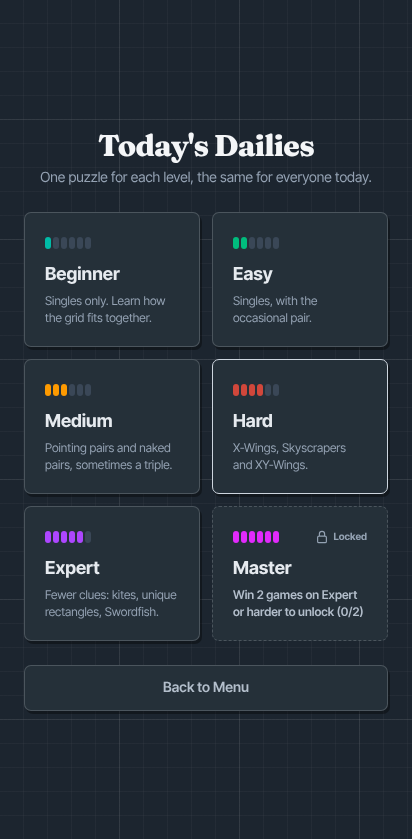 Today's Dailies
One puzzle for each level, the same for everyone today.
Beginner
Singles only. Learn how
the grid fits together.
Easy
Singles, with the
occasional pair.
Medium
Pointing pairs and naked
pairs, sometimes a triple.
Hard
X-Wings, Skyscrapers
and XY-Wings.
Expert
Fewer clues: kites, unique
rectangles, Swordfish.
Locked
Master
Win 2 games on Expert
or harder to unlock (0/2)
Back to Menu